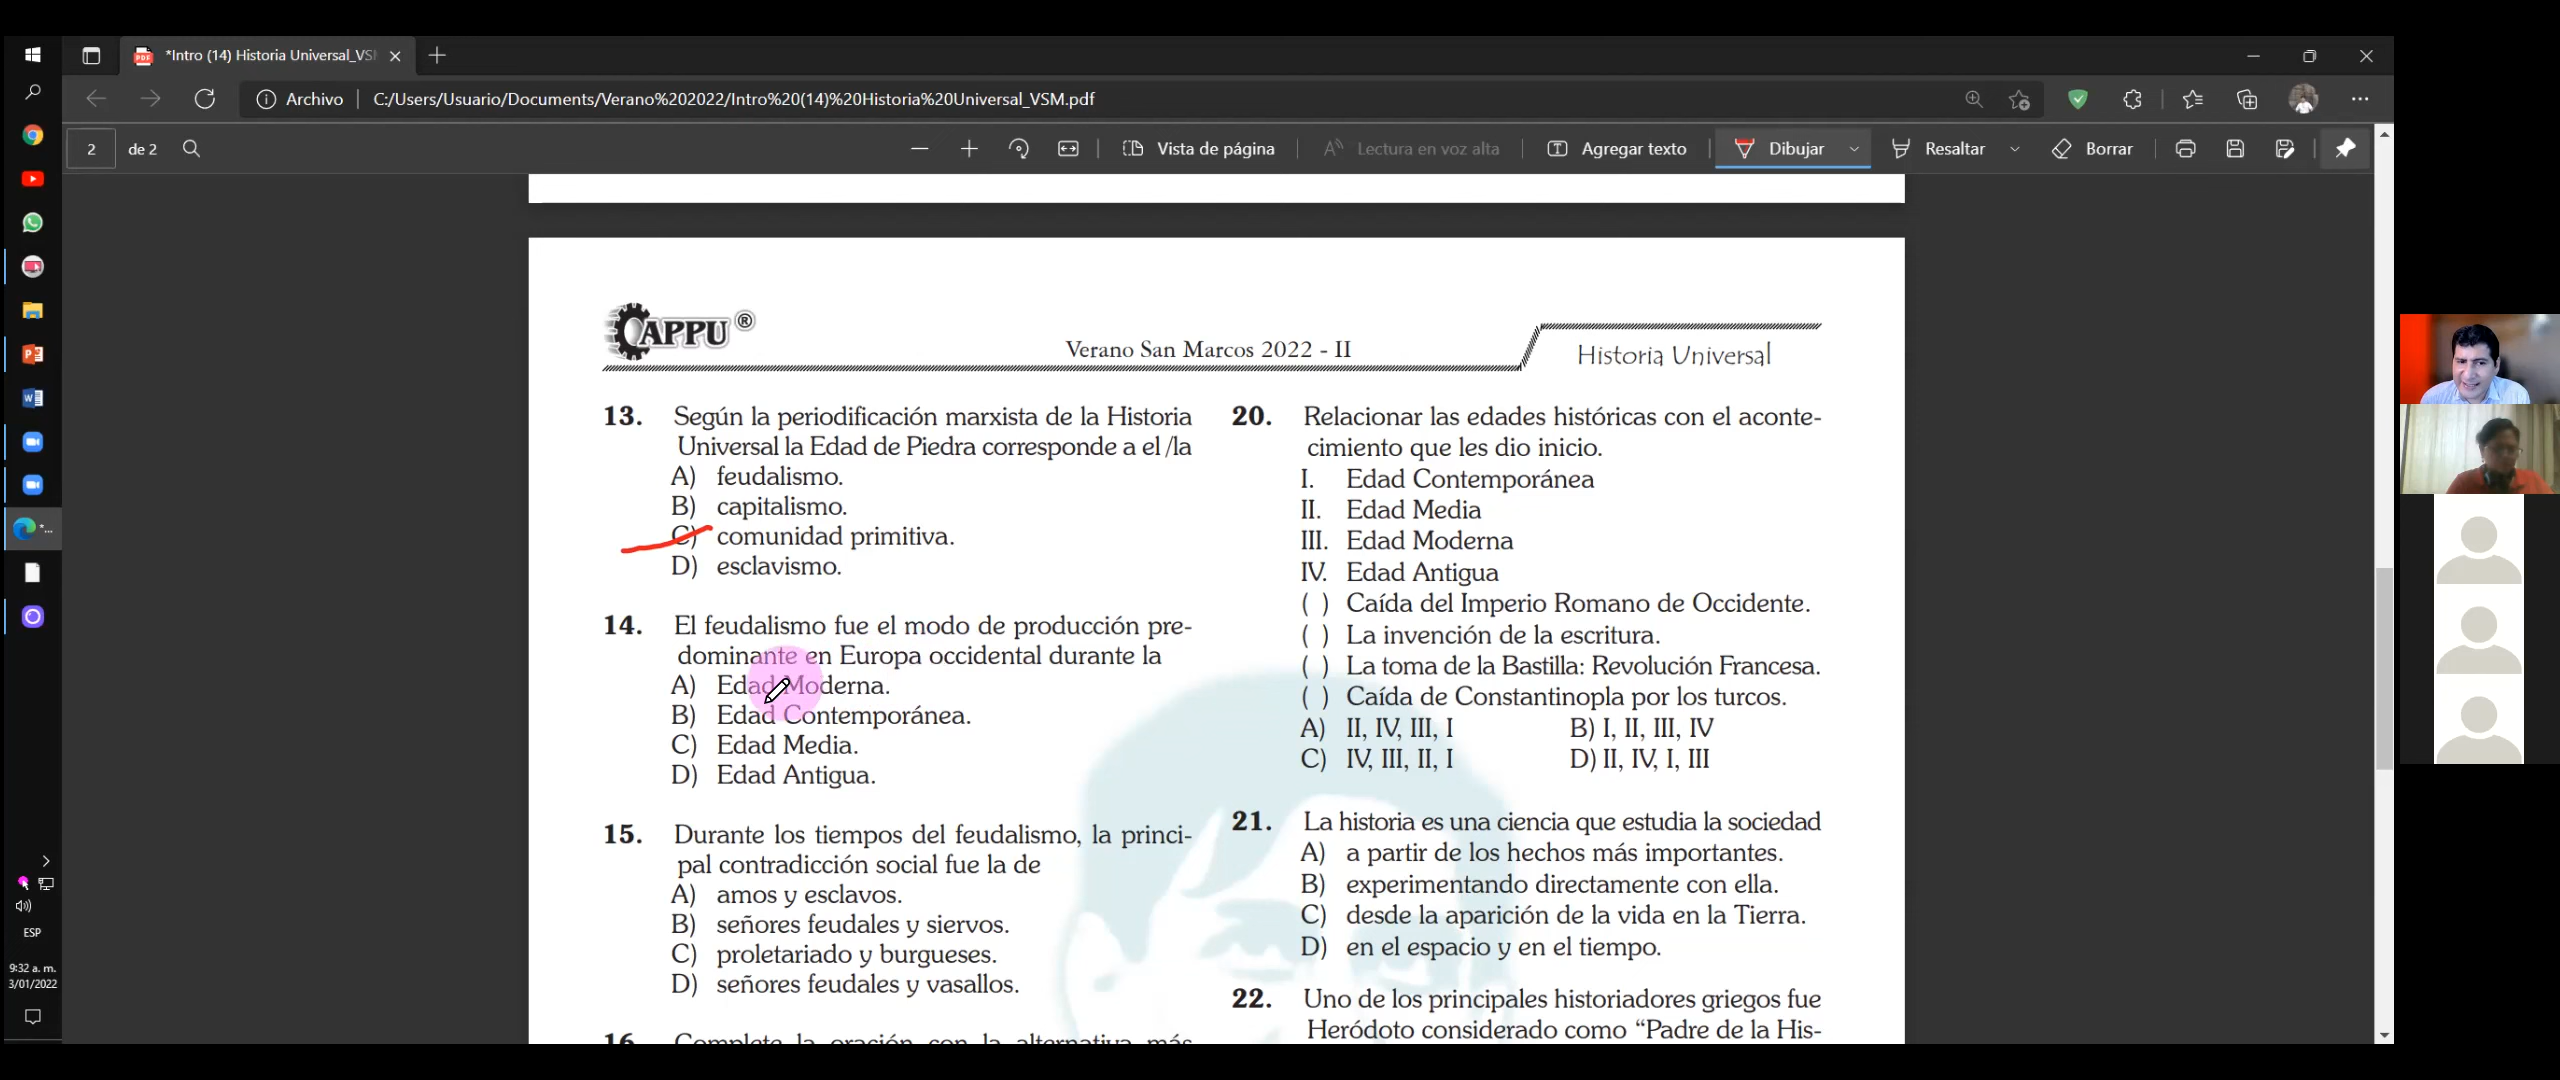 *Intro (14) Historia Universal_VSM
Archivo
C:/Users/Usuario/Documents/Verano%202022/Intro%20(14)%20Historia%20Universal_VSM.pdf
2 de 2
Vista de página
Lectura en voz alta
Agregar texto
Dibujar
Resaltar
Borrar
CAPPU ®
Verano San Marcos 2022 - II
Historia Universal
13. Según la periodificación marxista de la Historia
Universal la Edad de Piedra corresponde a el /la
A) feudalismo.
B) capitalismo.
C) comunidad primitiva.
D) esclavismo.
14. El feudalismo fue el modo de producción pre-
dominante en Europa occidental durante la
A) Edad Moderna.
B) Edad Contemporánea.
C) Edad Media.
D) Edad Antigua.
15. Durante los tiempos del feudalismo, la princi-
pal contradicción social fue la de
A) amos y esclavos.
B) señores feudales y siervos.
C) proletariado y burgueses.
D) señores feudales y vasallos.
16. Complete la oración con la alternativa más
20. Relacionar las edades históricas con el aconte-
cimiento que les dio inicio.
I. Edad Contemporánea
II. Edad Media
III. Edad Moderna
IV. Edad Antigua
( ) Caída del Imperio Romano de Occidente.
( ) La invención de la escritura.
( ) La toma de la Bastilla: Revolución Francesa.
( ) Caída de Constantinopla por los turcos.
A) II, IV, III, I B) I, II, III, IV
C) IV, III, II, I D) II, IV, I, III
21. La historia es una ciencia que estudia la sociedad
A) a partir de los hechos más importantes.
B) experimentando directamente con ella.
C) desde la aparición de la vida en la Tierra.
D) en el espacio y en el tiempo.
22. Uno de los principales historiadores griegos fue
Heródoto considerado como “Padre de la His-
ESP
9:32 a. m.
3/01/2022